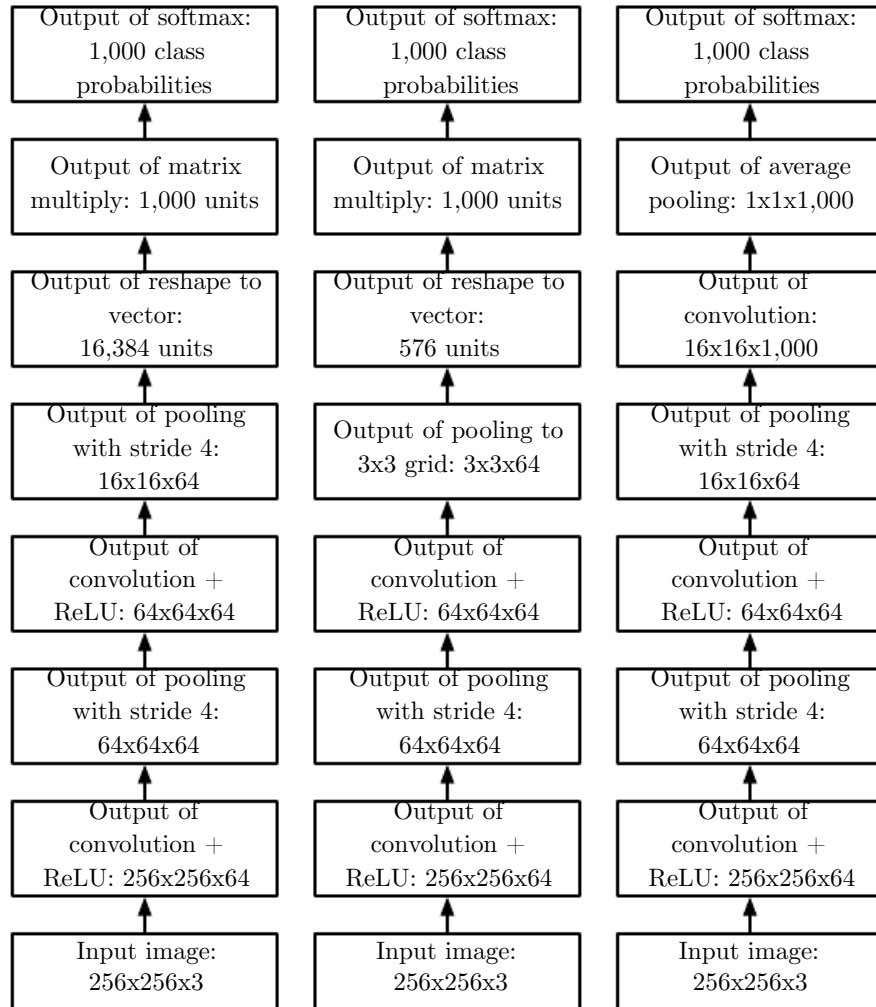 Output of softmax:
1,000 class
probabilities
Output of matrix
multiply: 1,000 units
Output of reshape to
vector:
16,384 units
Output of pooling
with stride 4:
16x16x64
Output of
convolution +
ReLU: 64x64x64
Output of pooling
with stride 4:
64x64x64
Output of
convolution +
ReLU: 256x256x64
Input image:
256x256x3
Output of softmax:
1,000 class
probabilities
Output of matrix
multiply: 1,000 units
Output of reshape to
vector:
576 units
Output of pooling to
3x3 grid: 3x3x64
Output of
convolution +
ReLU: 64x64x64
Output of pooling
with stride 4:
64x64x64
Output of
convolution +
ReLU: 256x256x64
Input image:
256x256x3
Output of softmax:
1,000 class
probabilities
Output of average
pooling: 1x1x1,000
Output of
convolution:
16x16x1,000
Output of pooling
with stride 4:
16x16x64
Output of
convolution +
ReLU: 64x64x64
Output of pooling
with stride 4:
64x64x64
Output of
convolution +
ReLU: 256x256x64
Input image:
256x256x3